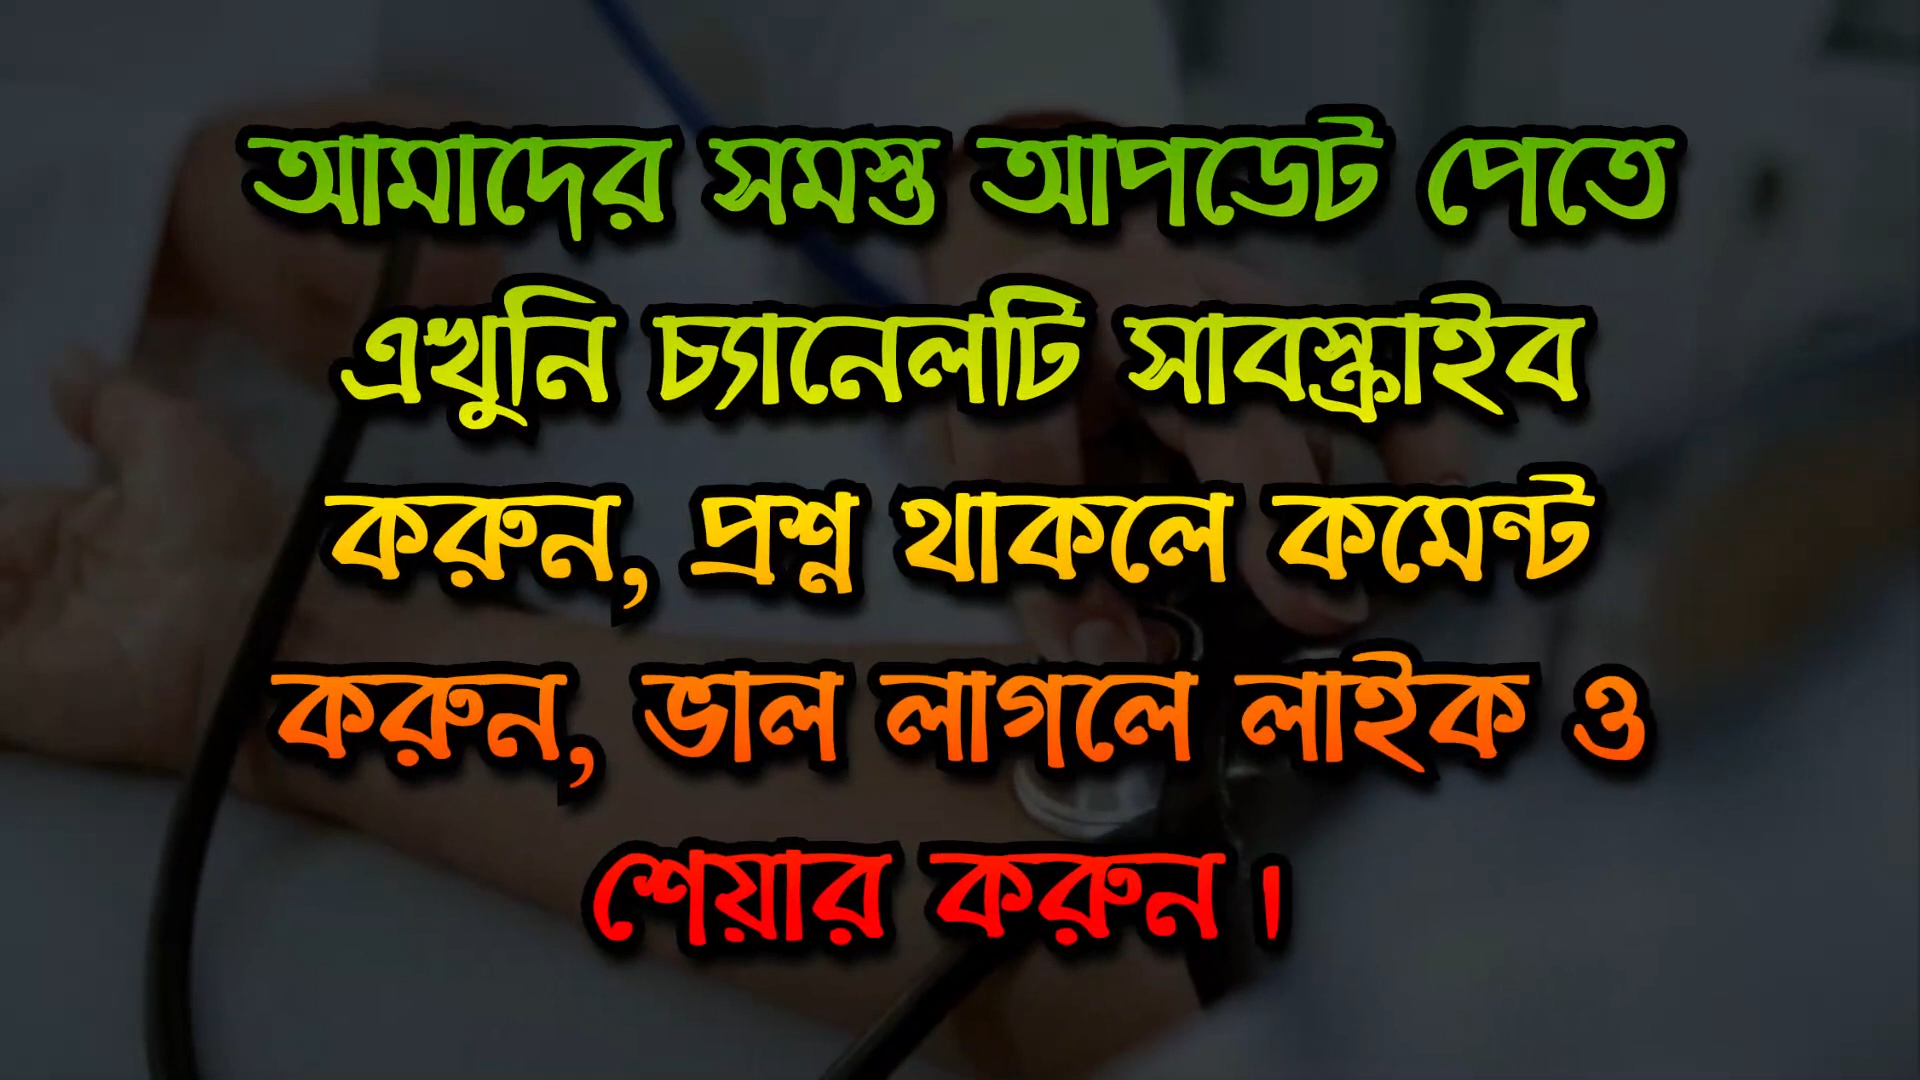 আমাদের সমস্ত আপডেট পেতে
এখুনি চ্যানেলটি সাবস্ক্রাইব
করুন, প্রশ্ন থাকলে কমেন্ট
করুন, ভাল লাগলে লাইক ও
শেয়ার করুন।